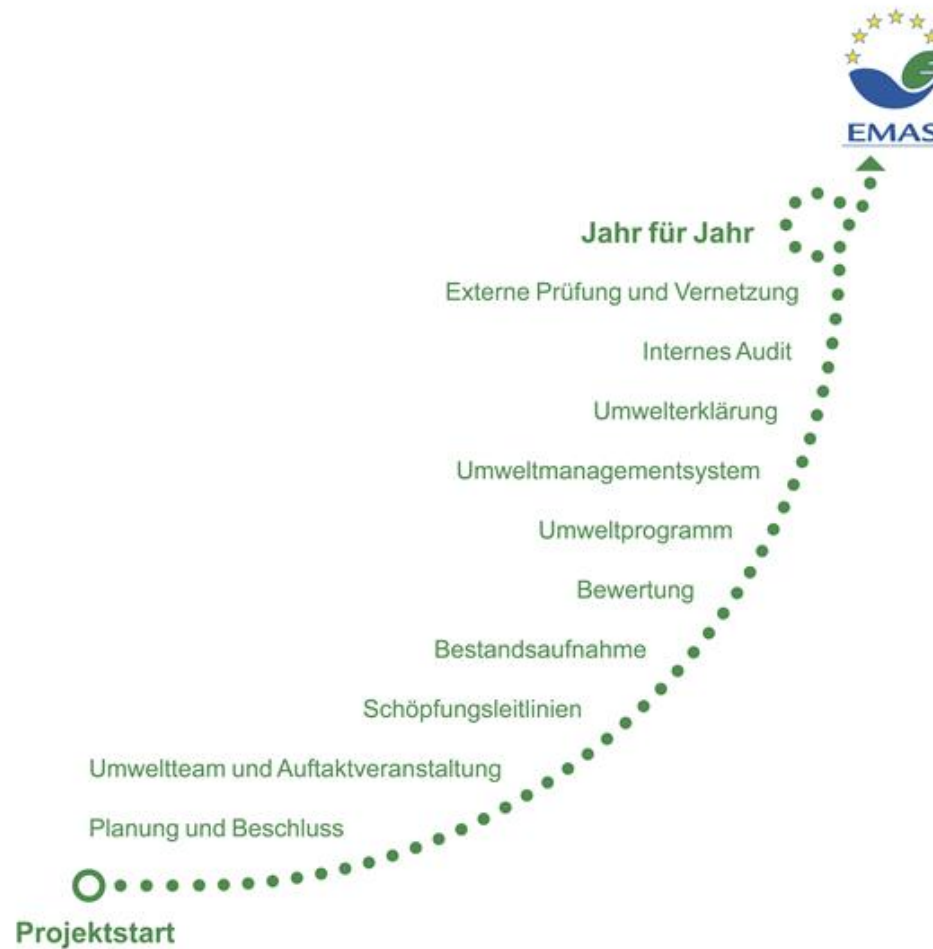 EMAS
Jahr für Jahr
Externe Prüfung und Vernetzung
Internes Audit
Umwelterklärung
Umweltmanagementsystem
Umweltprogramm
Bewertung
Bestandsaufnahme
Schöpfungsleitlinien
Umweltteam und Auftaktveranstaltung
Planung und Beschluss
Projektstart